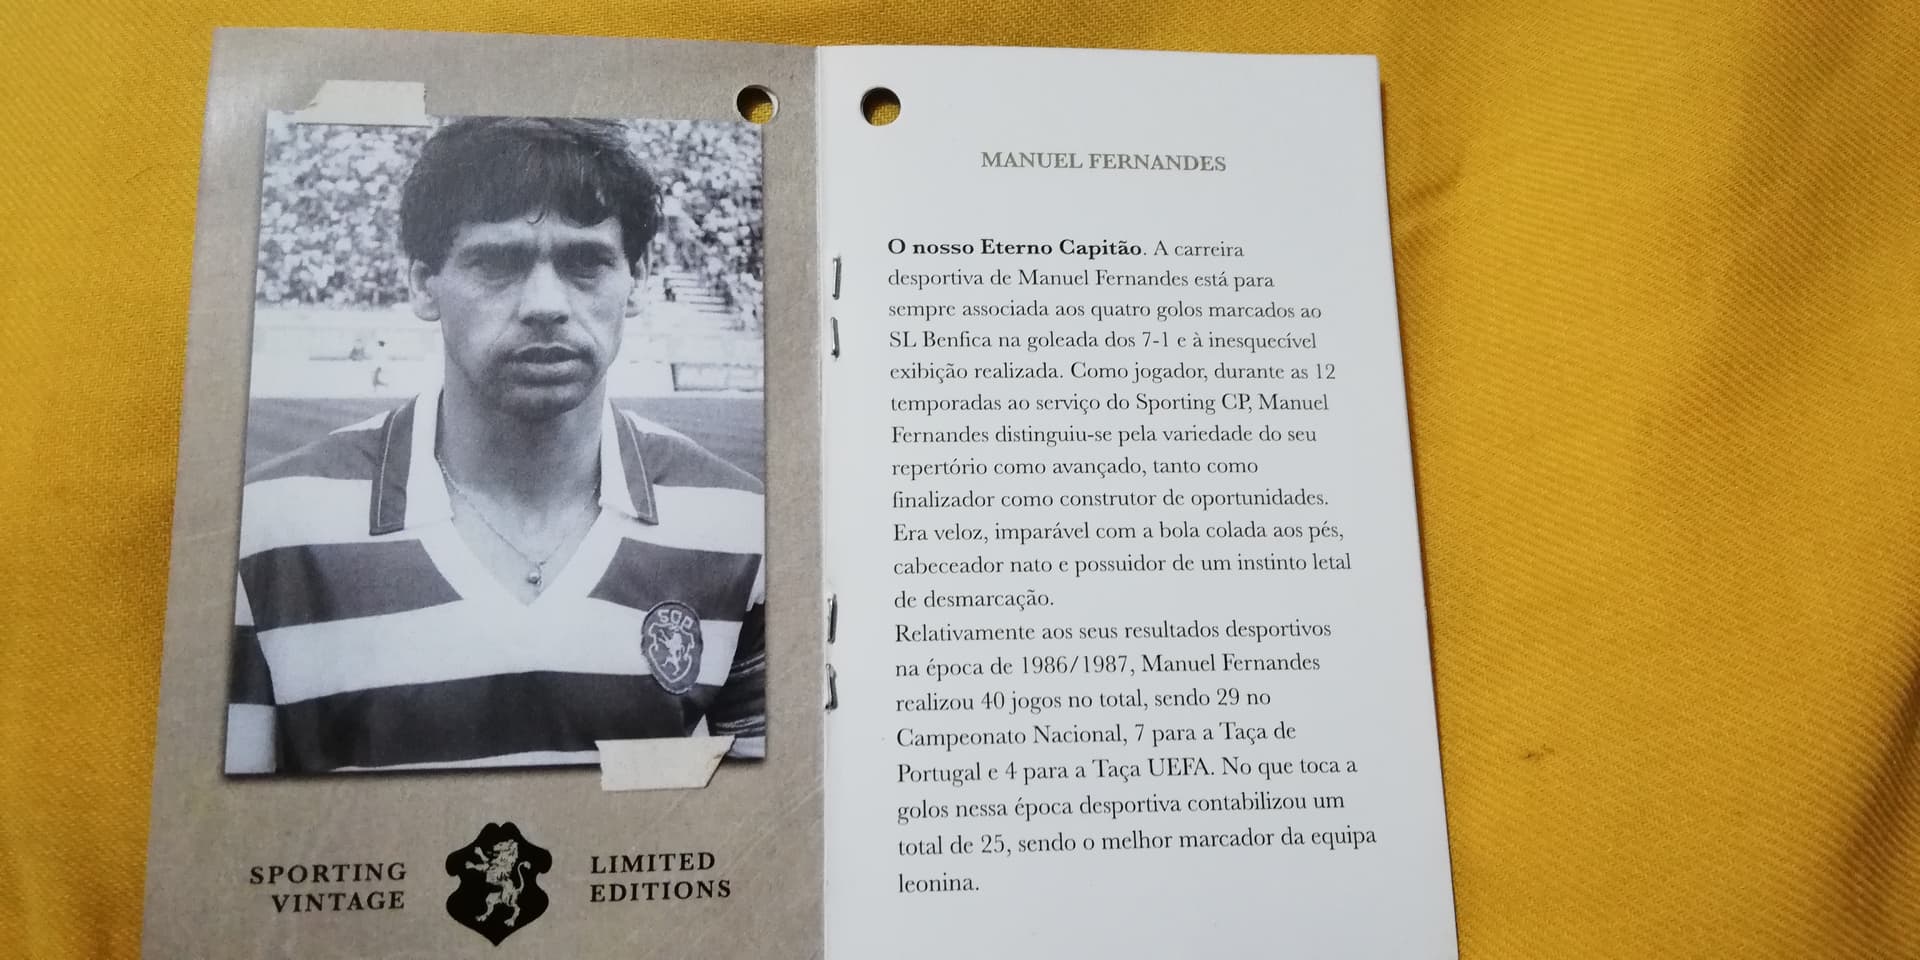 SCP
SPORTING
VINTAGE
LIMITED
EDITIONS
MANUEL FERNANDES
O nosso Eterno Capitão. A carreira
desportiva de Manuel Fernandes está para
sempre associada aos quatro golos marcados ao
SL Benfica na goleada dos 7-1 e à inesquecível
exibição realizada. Como jogador, durante as 12
temporadas ao serviço do Sporting CP, Manuel
Fernandes distinguiu-se pela variedade do seu
repertório como avançado, tanto como
finalizador como construtor de oportunidades.
Era veloz, imparável com a bola colada aos pés,
cabeceador nato e possuidor de um instinto letal
de desmarcação.
Relativamente aos seus resultados desportivos
na época de 1986/1987, Manuel Fernandes
realizou 40 jogos no total, sendo 29 no
Campeonato Nacional, 7 para a Taça de
Portugal e 4 para a Taça UEFA. No que toca a
golos nessa época desportiva contabilizou um
total de 25, sendo o melhor marcador da equipa
leonina.